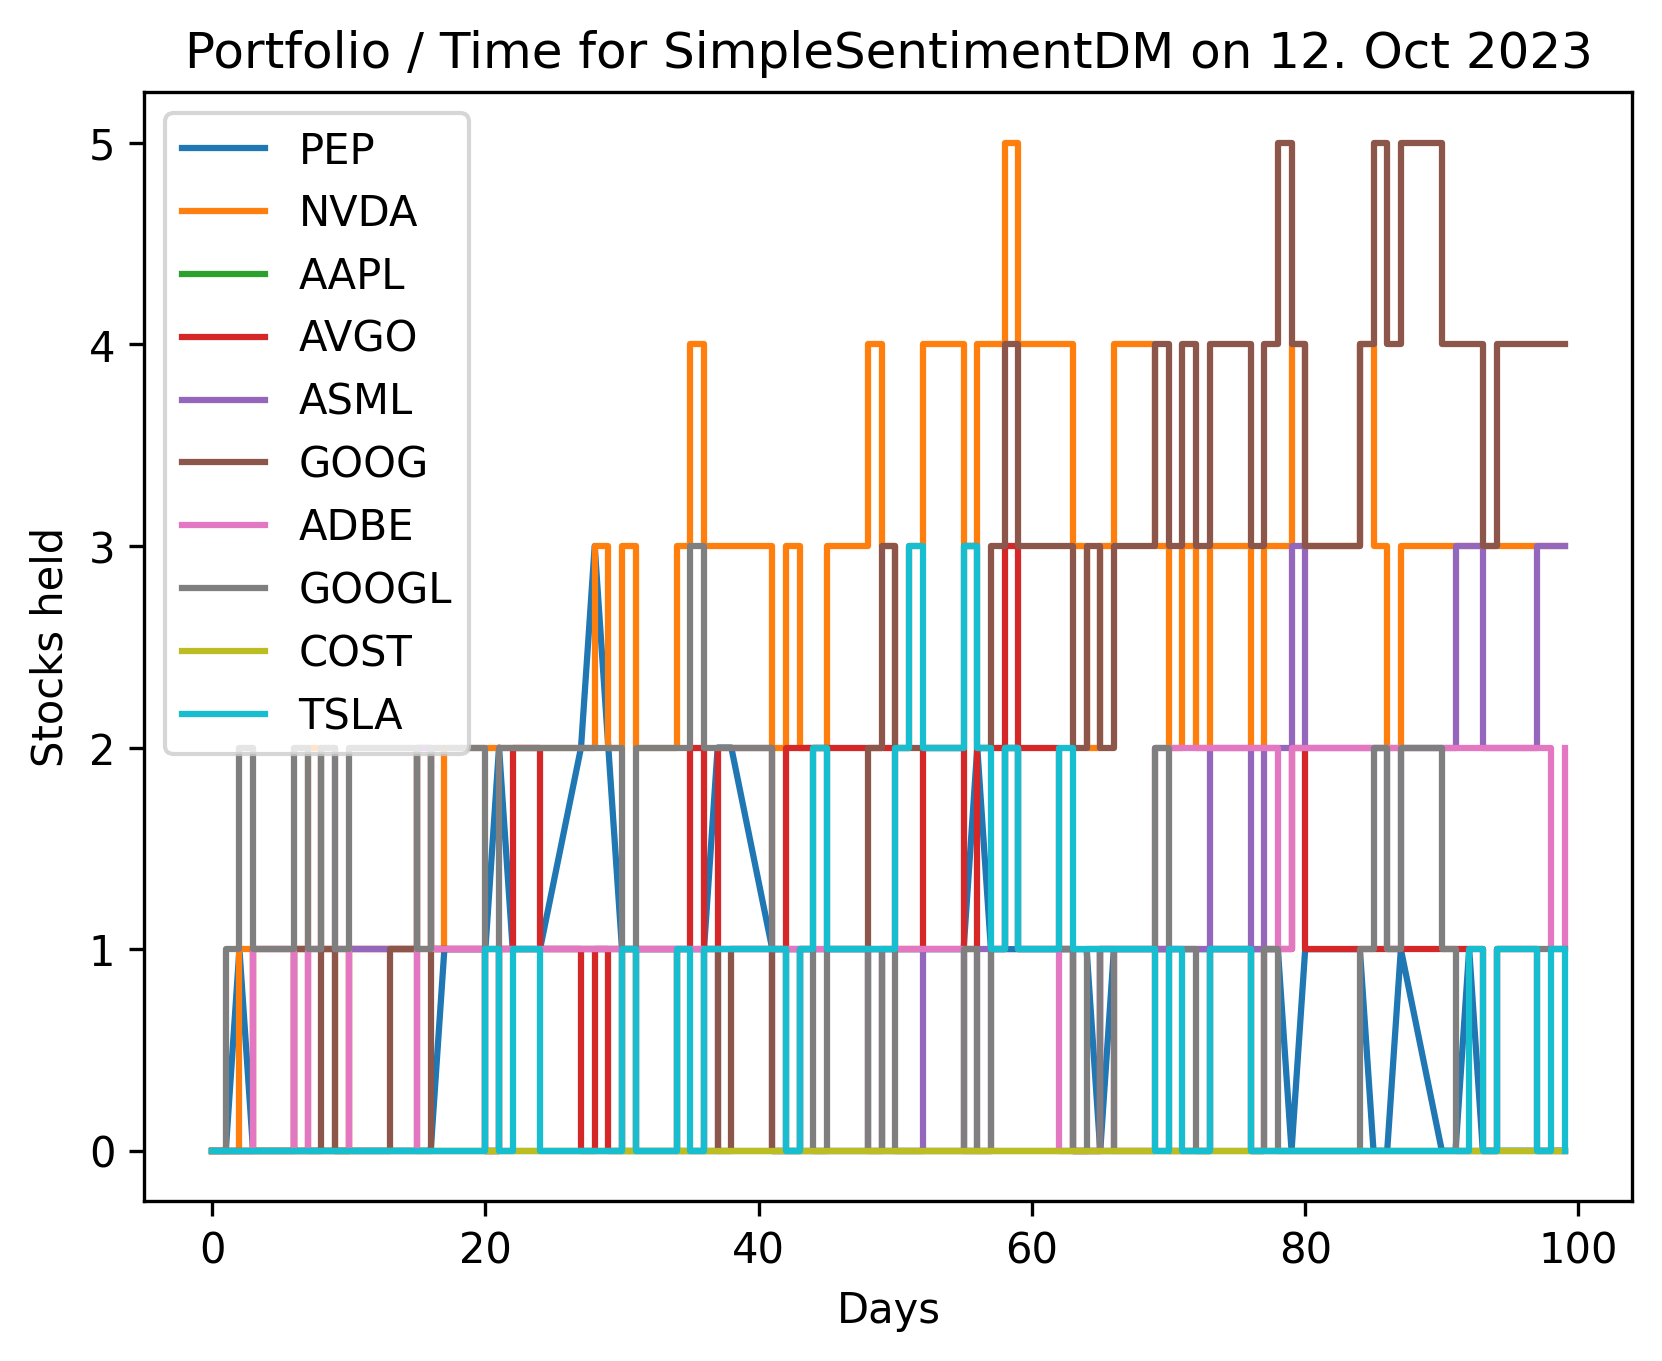 Portfolio / Time for SimpleSentimentDM on 12. Oct 2023
5
4
3
2
1
0
Stocks held
PEP
NVDA
AAPL
AVGO
ASML
GOOG
ADBE
GOOGL
COST
TSLA
0 20 40 60 80 100
Days